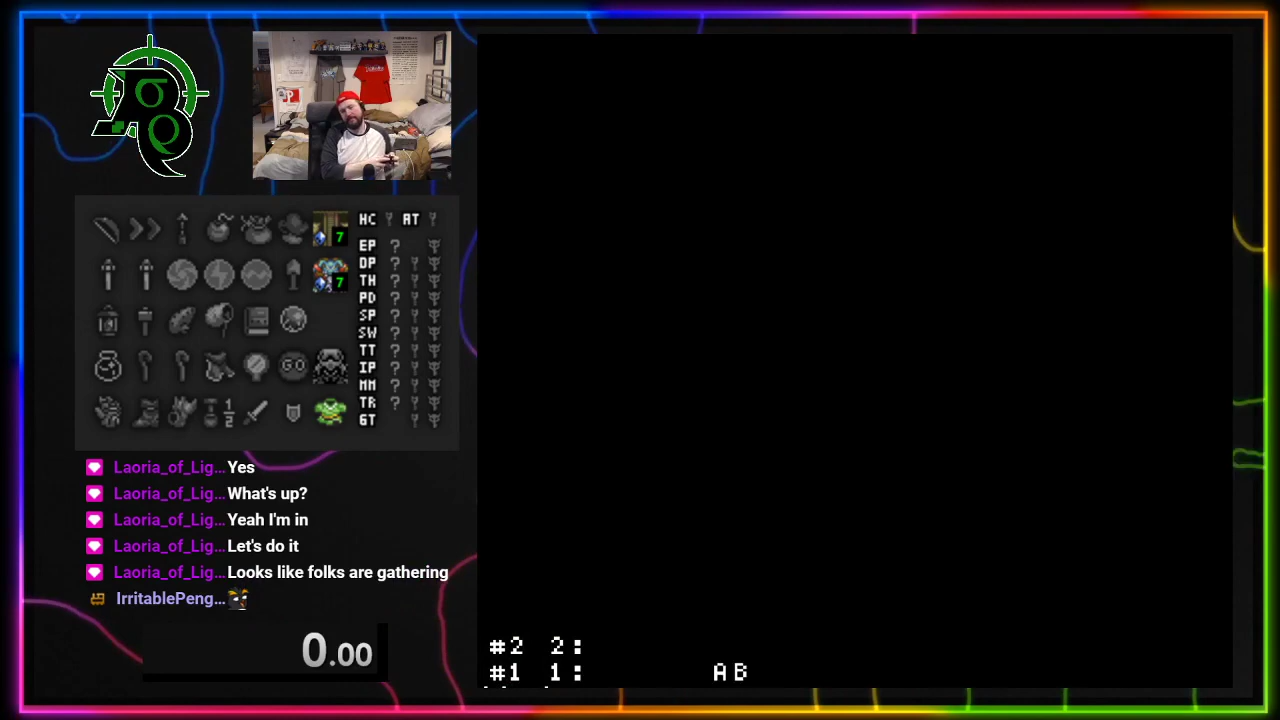 7
HC AT
EP ?
DP ?
7
TH ?
PD ?
SP ?
SW ?
TT ?
IP ?
GO
MM ?
TR ?
1/2
GT
Laoria_of_Lig... Yes
Laoria_of_Lig... What's up?
Laoria_of_Lig... Yeah I'm in
Laoria_of_Lig... Let's do it
Laoria_of_Lig... Looks like folks are gathering
IrritablePeng...
0.00
#2 2:
#1 1: A B